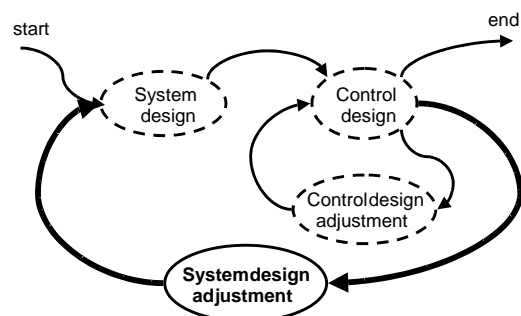 start
end
System
design
Control
design
Controldesign
adjustment
Systemdesign
adjustment